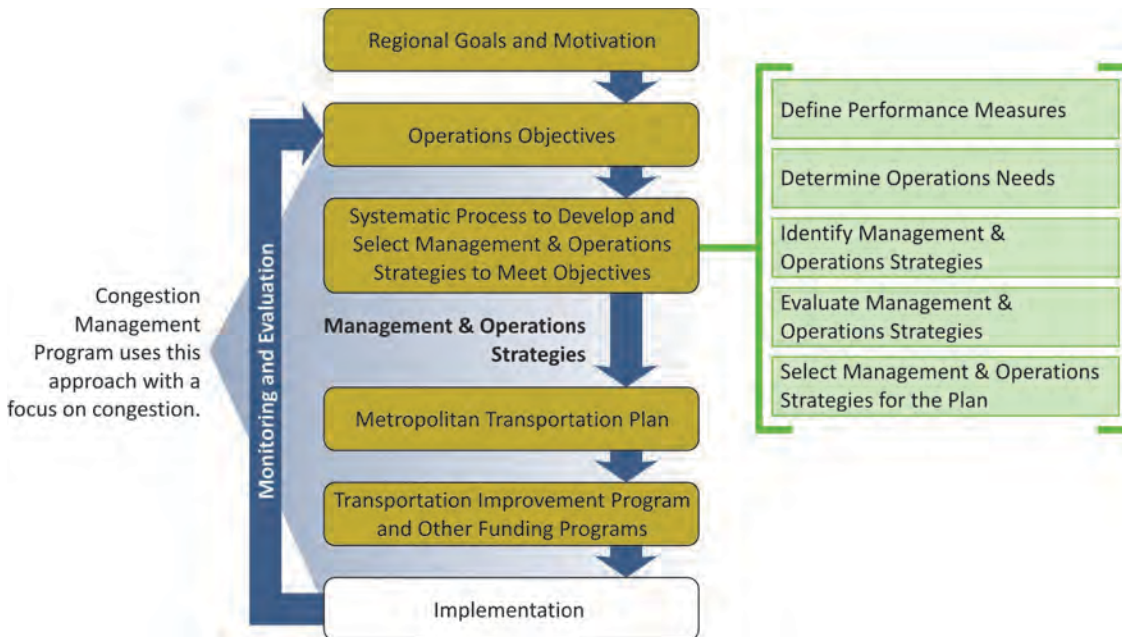 Regional Goals and Motivation
Operations Objectives
Systematic Process to Develop and
Select Management & Operations
Strategies to Meet Objectives
Management & Operations
Strategies
Metropolitan Transportation Plan
Transportation Improvement Program
and Other Funding Programs
Implementation
Monitoring and Evaluation
Congestion
Management
Program uses this
approach with a
focus on congestion.
Define Performance Measures
Determine Operations Needs
Identify Management &
Operations Strategies
Evaluate Management &
Operations Strategies
Select Management & Operations
Strategies for the Plan